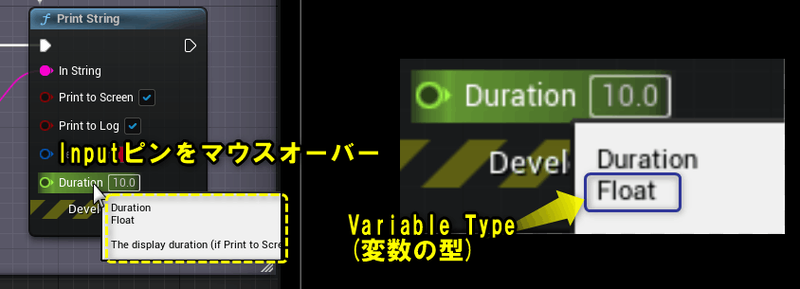 f Print String
In String
Print to Screen
Print to Log
Inputピンをマウスオーバー
Duration 10.0
Devel
Duration
Float
The display duration (if Print to Scre
Duration 10.0
Devel
Duration
Float
Variable Type
(変数の型)